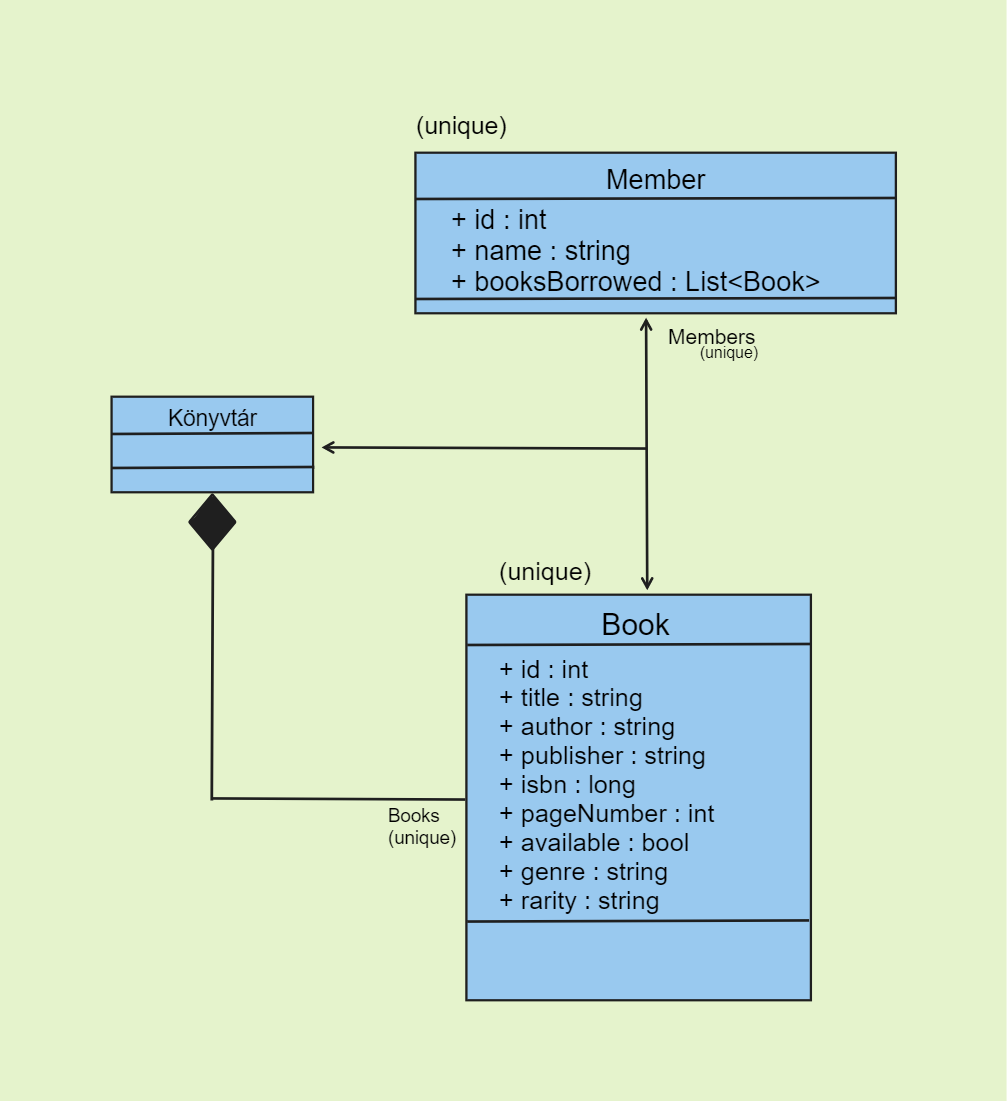 (unique)
Member
+ id : int
+ name : string
+ booksBorrowed : List<Book>
Members
(unique)
Könyvtár
(unique)
Book
+ id : int
+ title : string
+ author : string
+ publisher : string
+ isbn : long
+ pageNumber : int
+ available : bool
+ genre : string
+ rarity : string
Books
(unique)